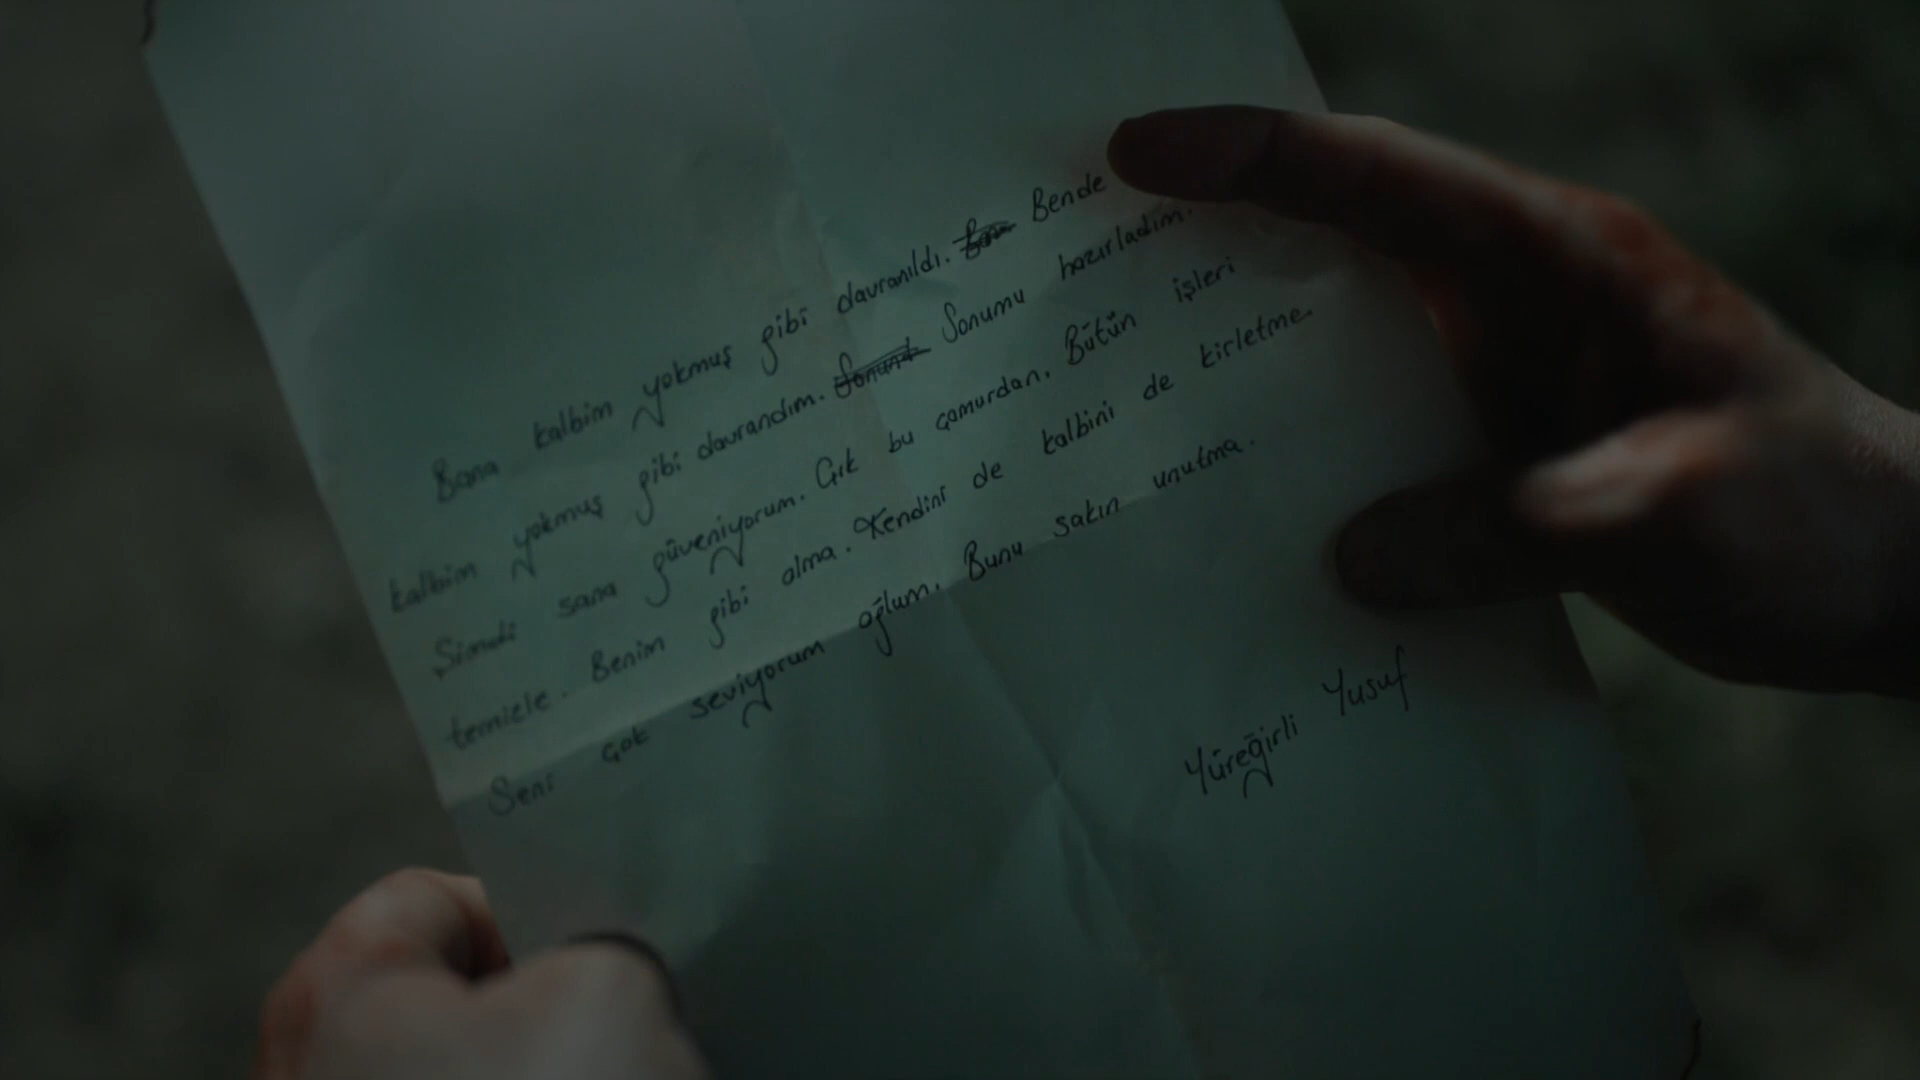 Bana kalbim yokmuş gibi davranıldı. Bende
kalbim yokmuş gibi davrandım. Sonumu hazırladım.
Şimdi sana güveniyorum. Çık bu çamurdan. Bütün işleri
temizle. Benim gibi olma. Kendini de kalbini de kirletme.
Seni çok seviyorum oğlum. Bunu sakın unutma.
Yüreğirli Yusuf